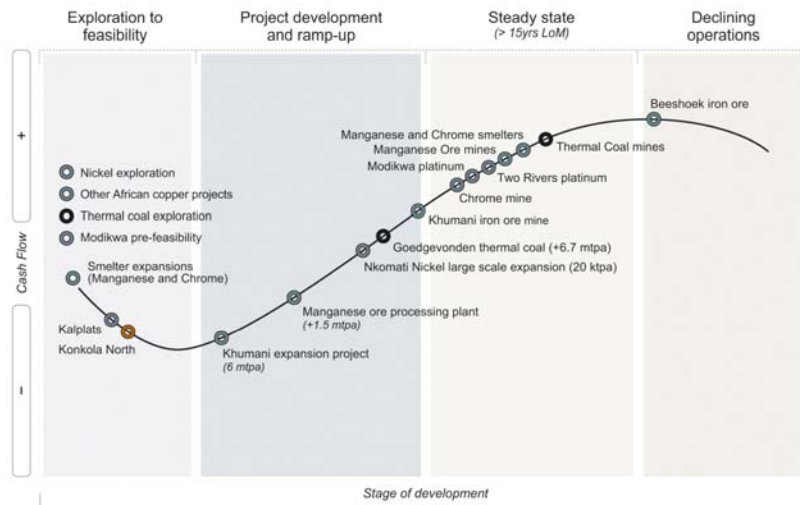 Exploration to
feasibility
Project development
and ramp-up
Steady state
(> 15yrs LoM)
Declining
operations
+
Cash Flow
–
Nickel exploration
Other African copper projects
Thermal coal exploration
Modikwa pre-feasibility
Smelter expansions
(Manganese and Chrome)
Kalplats
Konkola North
Khumani expansion project
(6 mtpa)
Manganese ore processing plant
(+1.5 mtpa)
Nkomati Nickel large scale expansion (20 ktpa)
Goedgevonden thermal coal (+6.7 mtpa)
Khumani iron ore mine
Chrome mine
Modikwa platinum
Two Rivers platinum
Manganese Ore mines
Manganese and Chrome smelters
Thermal Coal mines
Beeshoek iron ore
Stage of development